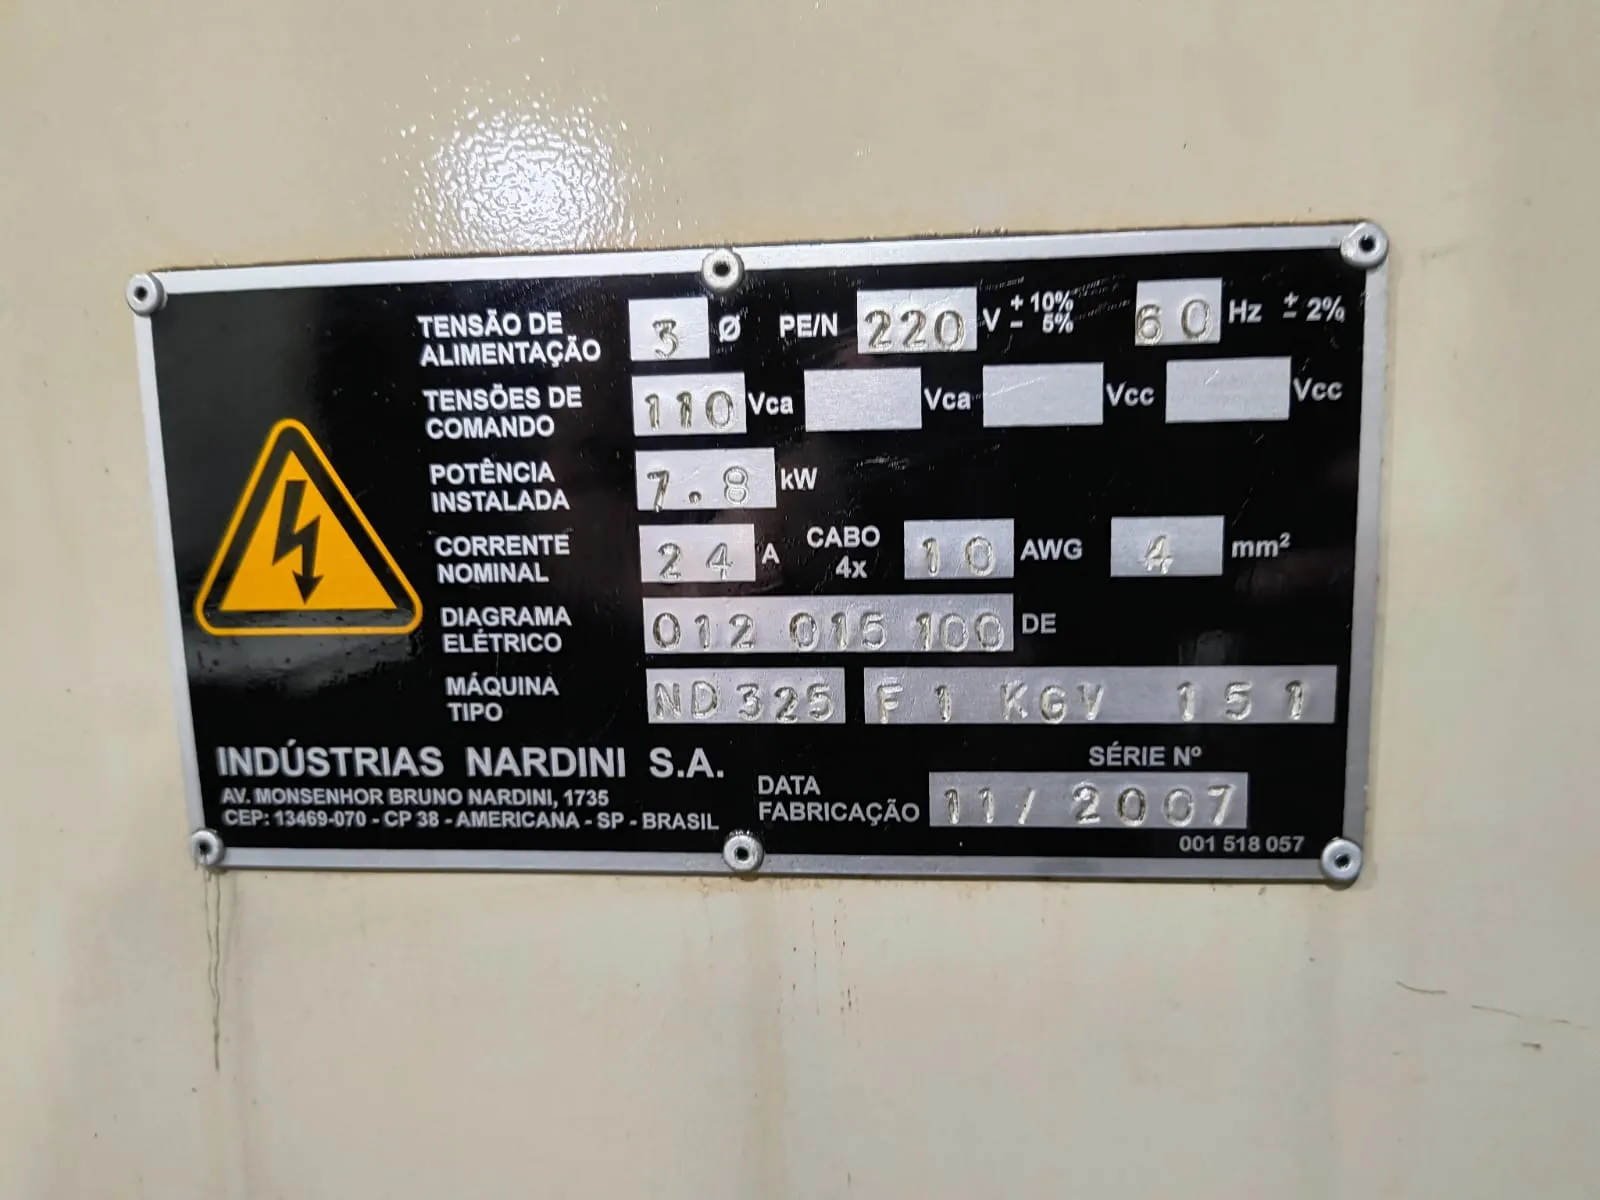 TENSÃO DE ALIMENTAÇÃO 3 Ø PE/N 220 V + 10% - 5% 60 Hz ± 2%
TENSÕES DE COMANDO 110 Vca Vca Vcc Vcc
POTÊNCIA INSTALADA 7.8 kW
CORRENTE NOMINAL 24 A CABO 4x 10 AWG 4 mm²
DIAGRAMA ELÉTRICO 012 015 100 DE
MÁQUINA TIPO ND325 F1 KGV 151
SÉRIE Nº
INDÚSTRIAS NARDINI S.A.
AV. MONSENHOR BRUNO NARDINI, 1735
CEP: 13469-070 - CP 38 - AMERICANA - SP - BRASIL
DATA FABRICAÇÃO 11/2007
001 518 057